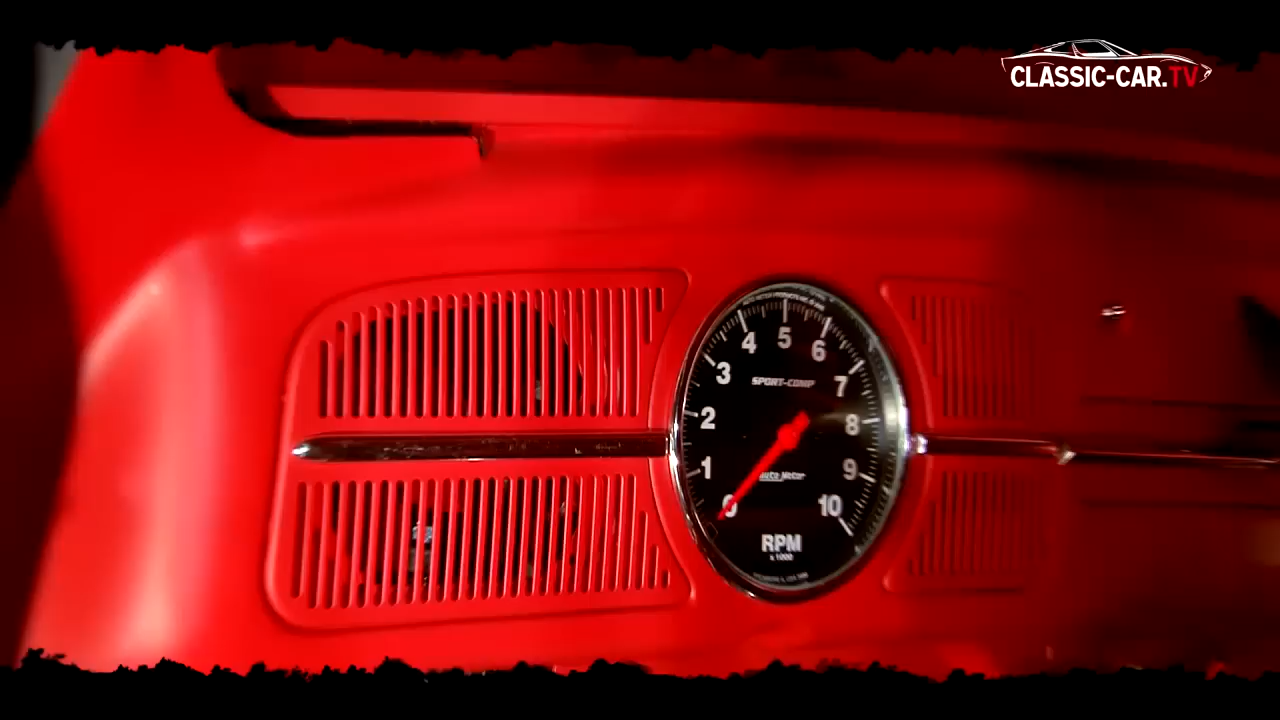 CLASSIC-CAR.TV
4 5 6
3 7
2 8
1 9
0 10
SPORT-COMP
Auto Meter
RPM
x 1000